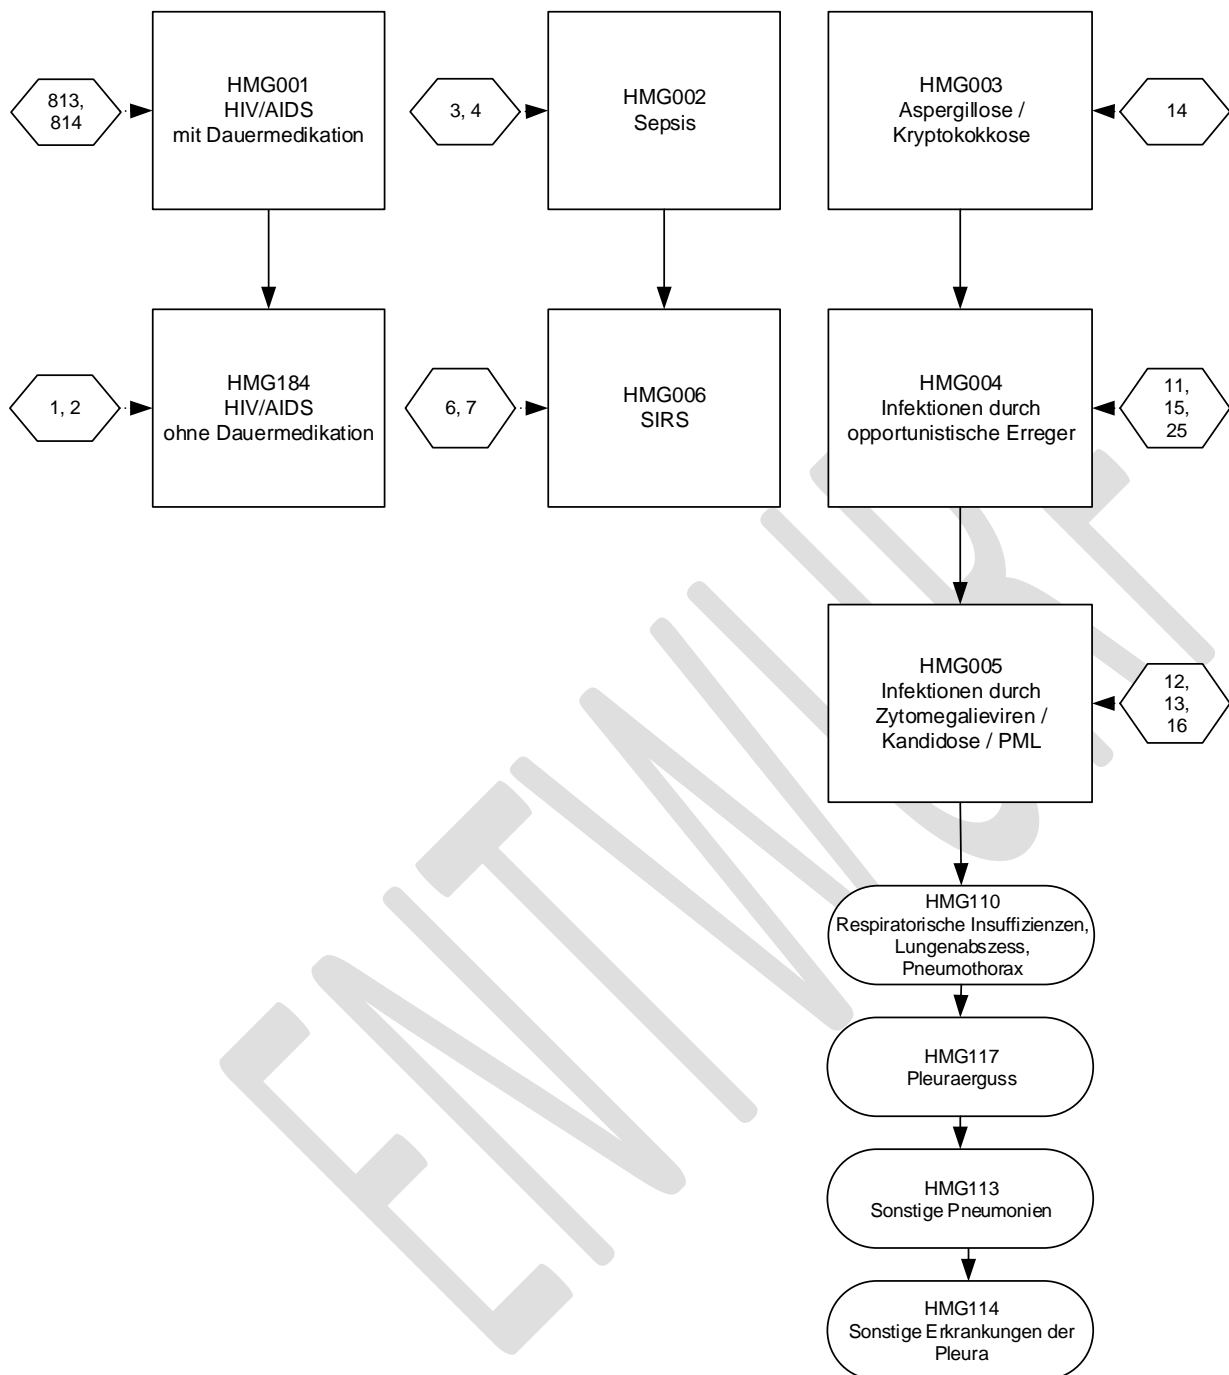 813,
814
HMG001
HIV/AIDS
mit Dauermedikation
3, 4
HMG002
Sepsis
HMG003
Aspergillose /
Kryptokokkose
14
1, 2
HMG184
HIV/AIDS
ohne Dauermedikation
6, 7
HMG006
SIRS
HMG004
Infektionen durch
opportunistische Erreger
11,
15,
25
HMG005
Infektionen durch
Zytomegalieviren /
Kandidose / PML
12,
13,
16
HMG110
Respiratorische Insuffizienzen,
Lungenabszess,
Pneumothorax
HMG117
Pleuraerguss
HMG113
Sonstige Pneumonien
HMG114
Sonstige Erkrankungen der
Pleura
ENTWURF